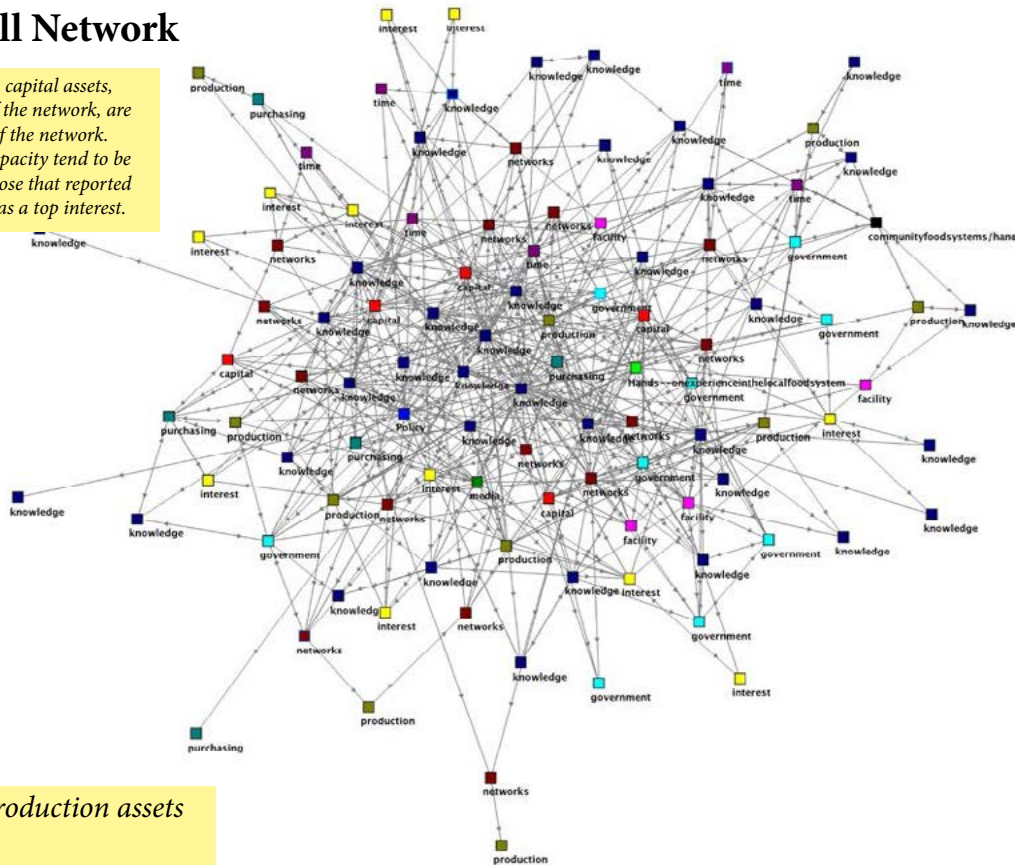 ll Network
capital assets,
f the network, are
f the network.
pacity tend to be
ose that reported
as a top interest.
interest
interest
production
purchasing
time
knowledge
knowledge
knowledge
time
knowledge
time
knowledge
networks
knowledge
knowledge
production
knowledge
interest
interest
time
networks
networks
facility
knowledge
time
communityfoodsystems/hand
knowledge
interest
networks
time
knowledge
networks
government
knowledge
capital
knowledge
government
networks
knowledge
capital
knowledge
production
capital
knowledge
government
production
knowledge
knowledge
networks
capital
networks
knowledge
knowledge
knowledge
purchasing
Hands--onexperienceinthelocalfoodsystem
government
facility
knowledge
purchasing
production
Policy
knowledge
knowledge
networks
knowledge
production
interest
knowledge
knowledge
purchasing
networks
government
interest
interest
media
networks
knowledge
knowledge
production
networks
capital
facility
knowledge
knowledge
government
production
facility
government
knowledge
knowledge
knowledge
interest
knowledge
knowledge
interest
networks
government
networks
knowledge
government
interest
production
purchasing
networks
roduction assets
production